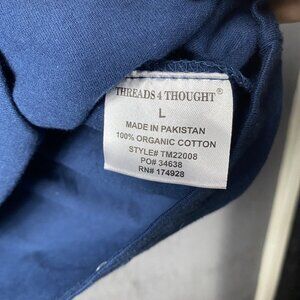 THREADS 4 THOUGHT®
L
MADE IN PAKISTAN
100% ORGANIC COTTON
STYLE# TM22008
PO# 34638
RN# 174928